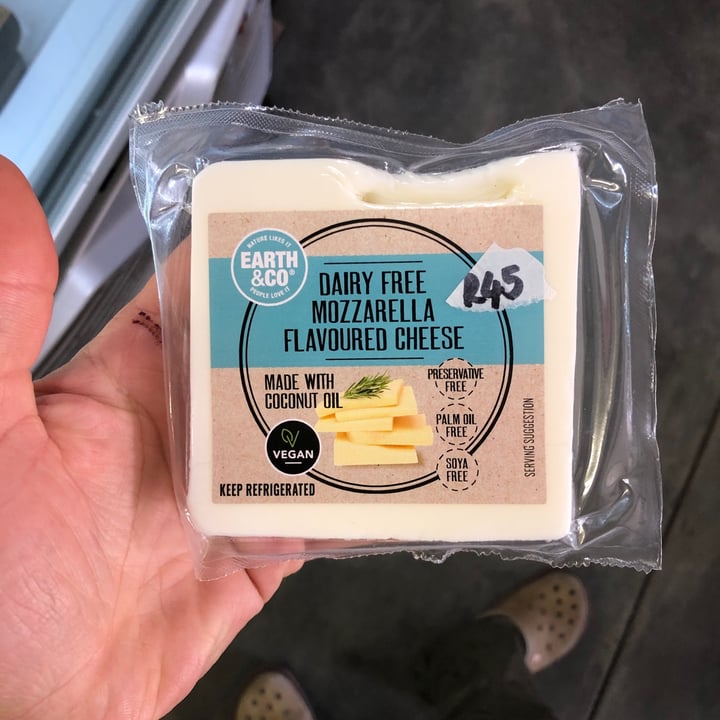 NATURE LIKES IT
EARTH
&CO®
PEOPLE LOVE IT
DAIRY FREE
MOZZARELLA
FLAVOURED CHEESE
R45
MADE WITH
COCONUT OIL
PRESERVATIVE
FREE
PALM OIL
FREE
SOYA
FREE
VEGAN
KEEP REFRIGERATED
SERVING SUGGESTION